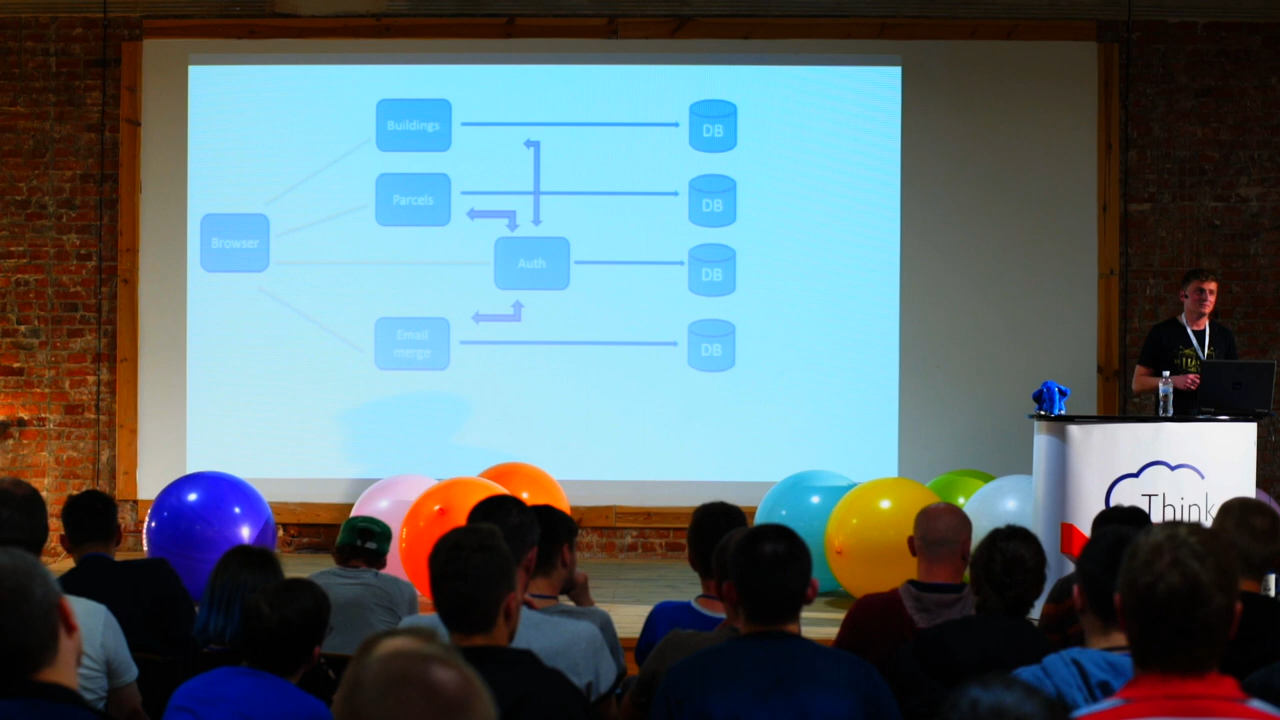 Buildings
DB
Parcels
DB
Browser
Auth
DB
Email
merge
DB
Think